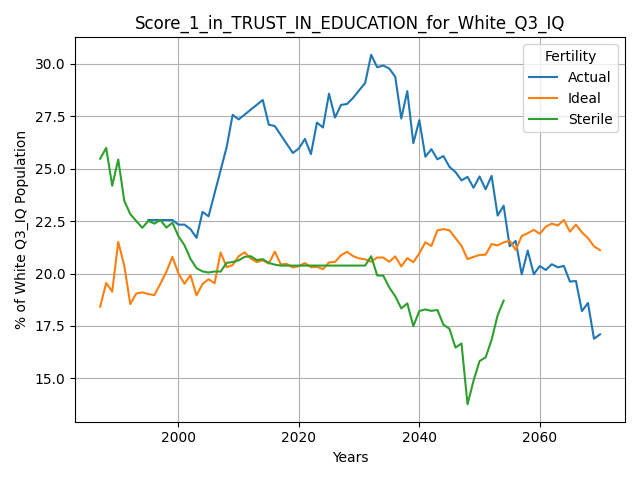 Score_1_in_TRUST_IN_EDUCATION_for_White_Q3_IQ
Fertility
Actual
Ideal
Sterile
% of White Q3_IQ Population
30.0
27.5
25.0
22.5
20.0
17.5
15.0
2000
2020
2040
2060
Years